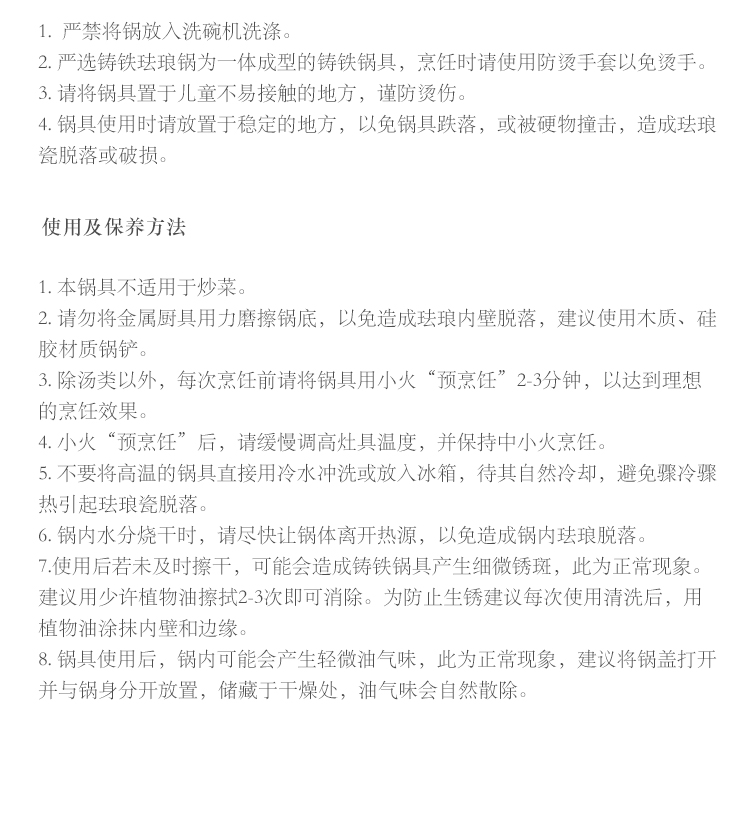 1. 严禁将锅放入洗碗机洗涤。
2. 严选铸铁珐琅锅为一体成型的铸铁锅具，烹饪时请使用防烫手套以免烫手。
3. 请将锅具置于儿童不易接触的地方，谨防烫伤。
4. 锅具使用时请放置于稳定的地方，以免锅具跌落，或被硬物撞击，造成珐琅
瓷脱落或破损。
使用及保养方法
1. 本锅具不适用于炒菜。
2. 请勿将金属厨具用力磨擦锅底，以免造成珐琅内壁脱落，建议使用木质、硅
胶材质锅铲。
3. 除汤类以外，每次烹饪前请将锅具用小火“预烹饪”2-3分钟，以达到理想
的烹饪效果。
4. 小火“预烹饪”后，请缓慢调高灶具温度，并保持中小火烹饪。
5. 不要将高温的锅具直接用冷水冲洗或放入冰箱，待其自然冷却，避免骤冷骤
热引起珐琅瓷脱落。
6. 锅内水分烧干时，请尽快让锅体离开热源，以免造成锅内珐琅脱落。
7.使用后若未及时擦干，可能会造成铸铁锅具产生细微锈斑，此为正常现象。
建议用少许植物油擦拭2-3次即可消除。为防止生锈建议每次使用清洗后，用
植物油涂抹内壁和边缘。
8. 锅具使用后，锅内可能会产生轻微油气味，此为正常现象，建议将锅盖打开
并与锅身分开放置，储藏于干燥处，油气味会自然散除。